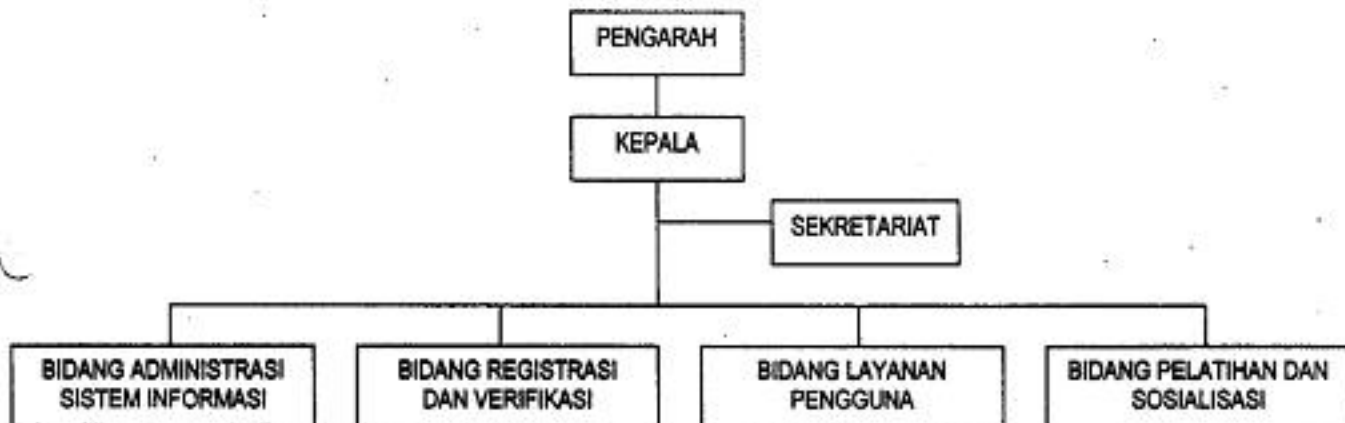 PENGARAH
KEPALA
SEKRETARIAT
BIDANG ADMINISTRASI
SISTEM INFORMASI
BIDANG REGISTRASI
DAN VERIFIKASI
BIDANG LAYANAN
PENGGUNA
BIDANG PELATIHAN DAN
SOSIALISASI